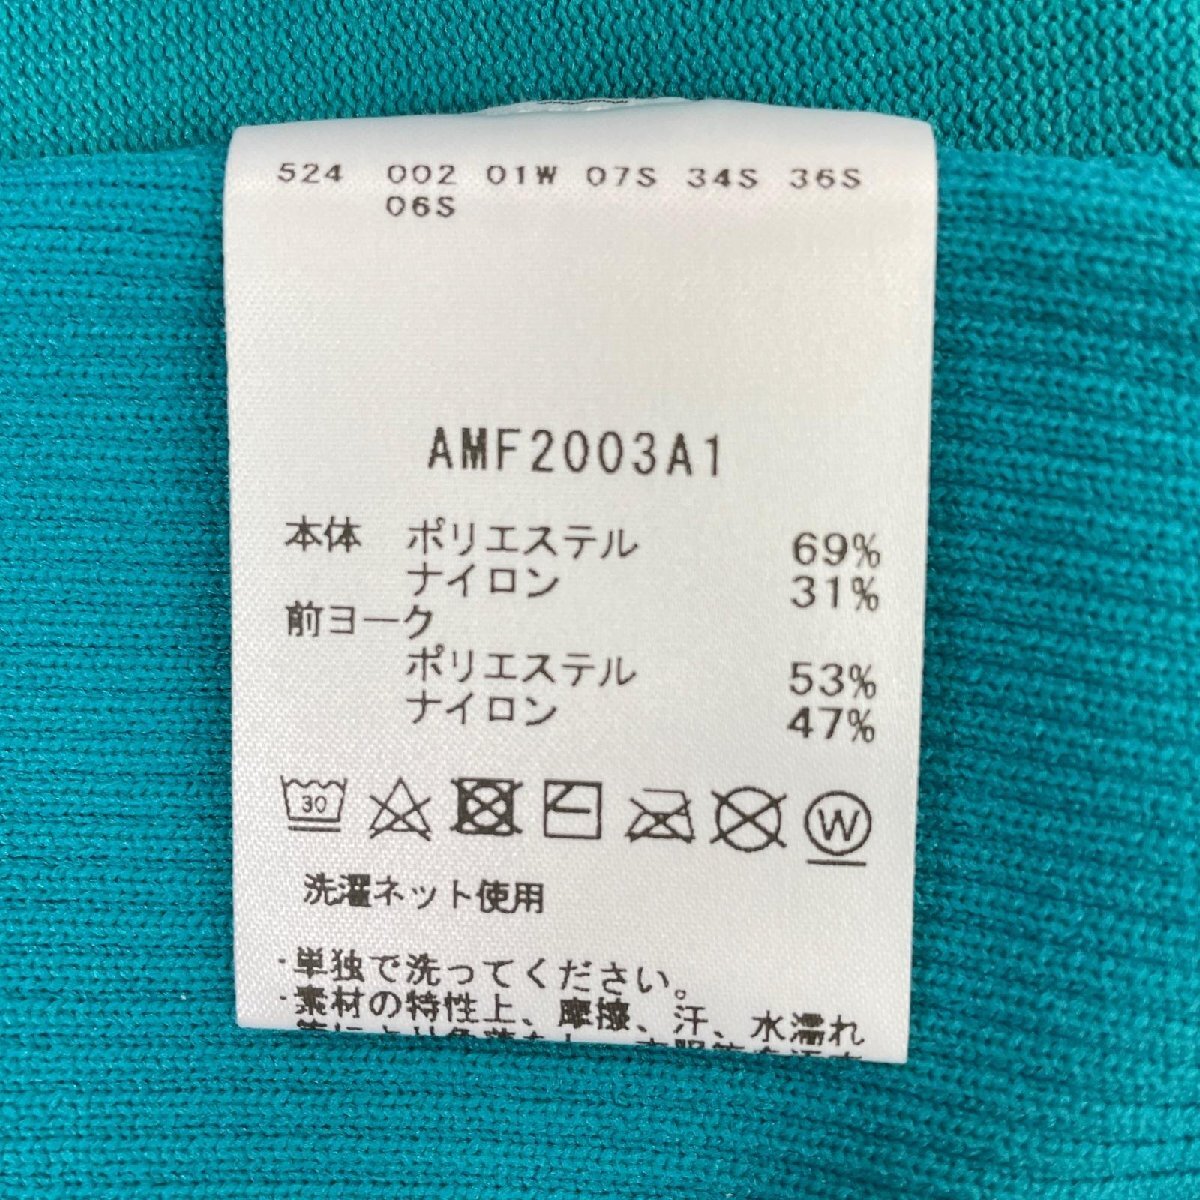 524 002 01W 07S 34S 36S
06S
AMF2003A1
本体 ポリエステル 69%
ナイロン 31%
前ヨーク
ポリエステル 53%
ナイロン 47%
30 W
洗濯ネット使用
・単独で洗ってください。
・素材の特性上、摩擦、汗、水濡れ